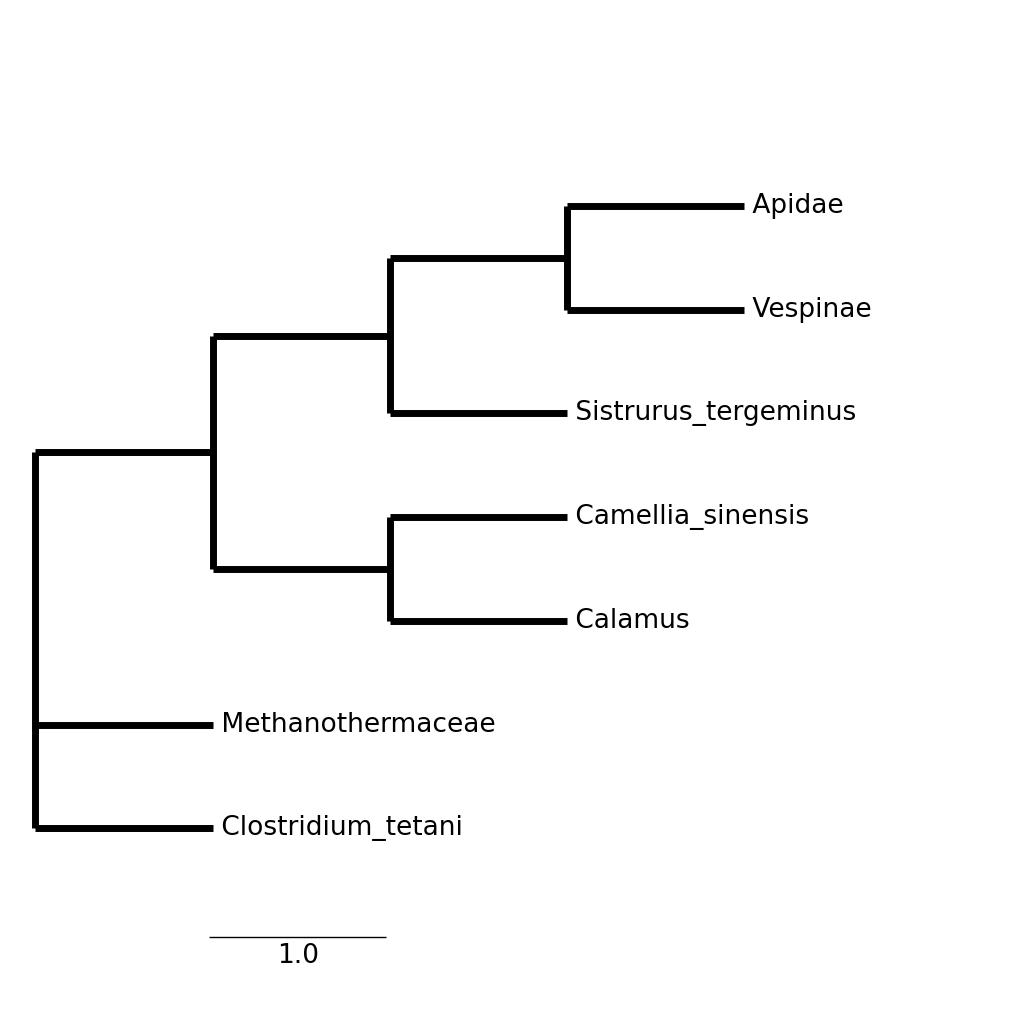 Apidae
Vespinae
Sistrurus_tergeminus
Camellia_sinensis
Calamus
Methanothermaceae
Clostridium_tetani
1.0